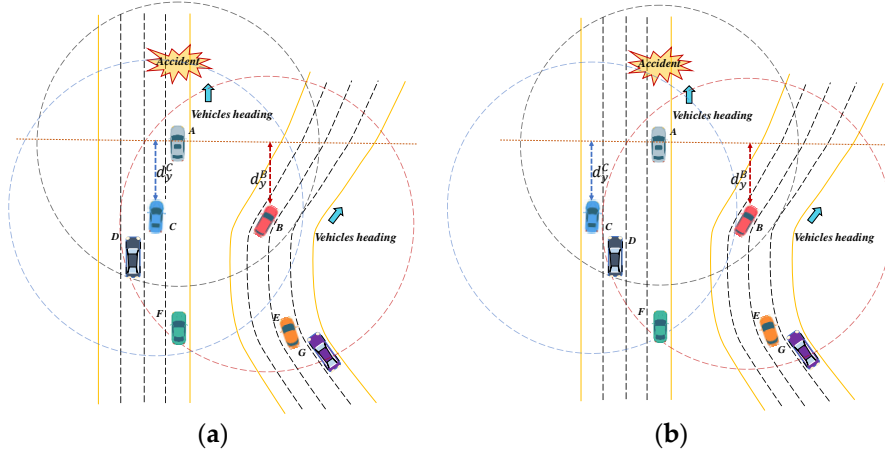 Accident
Vehicles heading
A
d_y^C
d_y^B
D
C
B
Vehicles heading
F
E
G
(a)
Accident
Vehicles heading
A
d_y^C
d_y^B
C
D
B
Vehicles heading
F
E
G
(b)